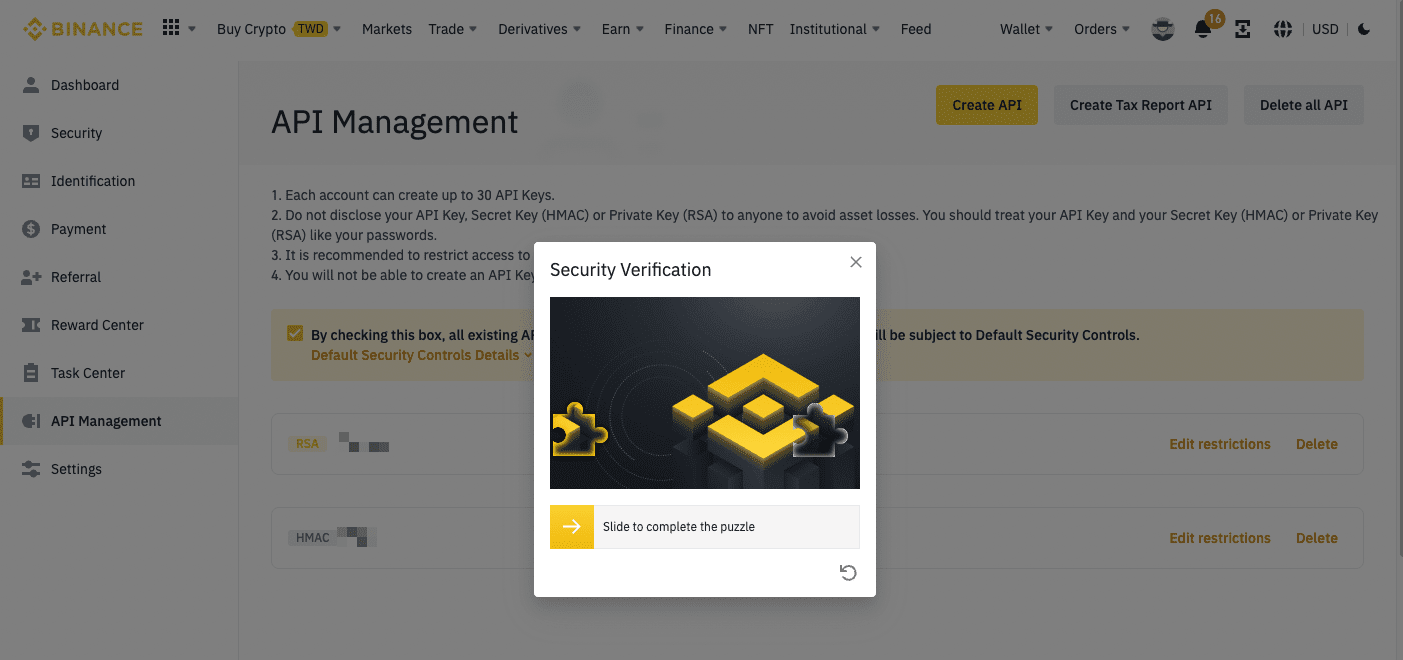 BINANCE
Buy Crypto TWD
Markets
Trade
Derivatives
Earn
Finance
NFT
Institutional
Feed
Wallet
Orders
16
USD
Dashboard
Security
Identification
Payment
Referral
Reward Center
Task Center
API Management
Settings
API Management
Create API
Create Tax Report API
Delete all API
1. Each account can create up to 30 API Keys.
2. Do not disclose your API Key, Secret Key (HMAC) or Private Key (RSA) to anyone to avoid asset losses. You should treat your API Key and your Secret Key (HMAC) or Private Key
(RSA) like your passwords.
3. It is recommended to restrict access to
4. You will not be able to create an API Key
By checking this box, all existing AP
ill be subject to Default Security Controls.
Default Security Controls Details
RSA
Edit restrictions
Delete
HMAC
Edit restrictions
Delete
Security Verification
Slide to complete the puzzle